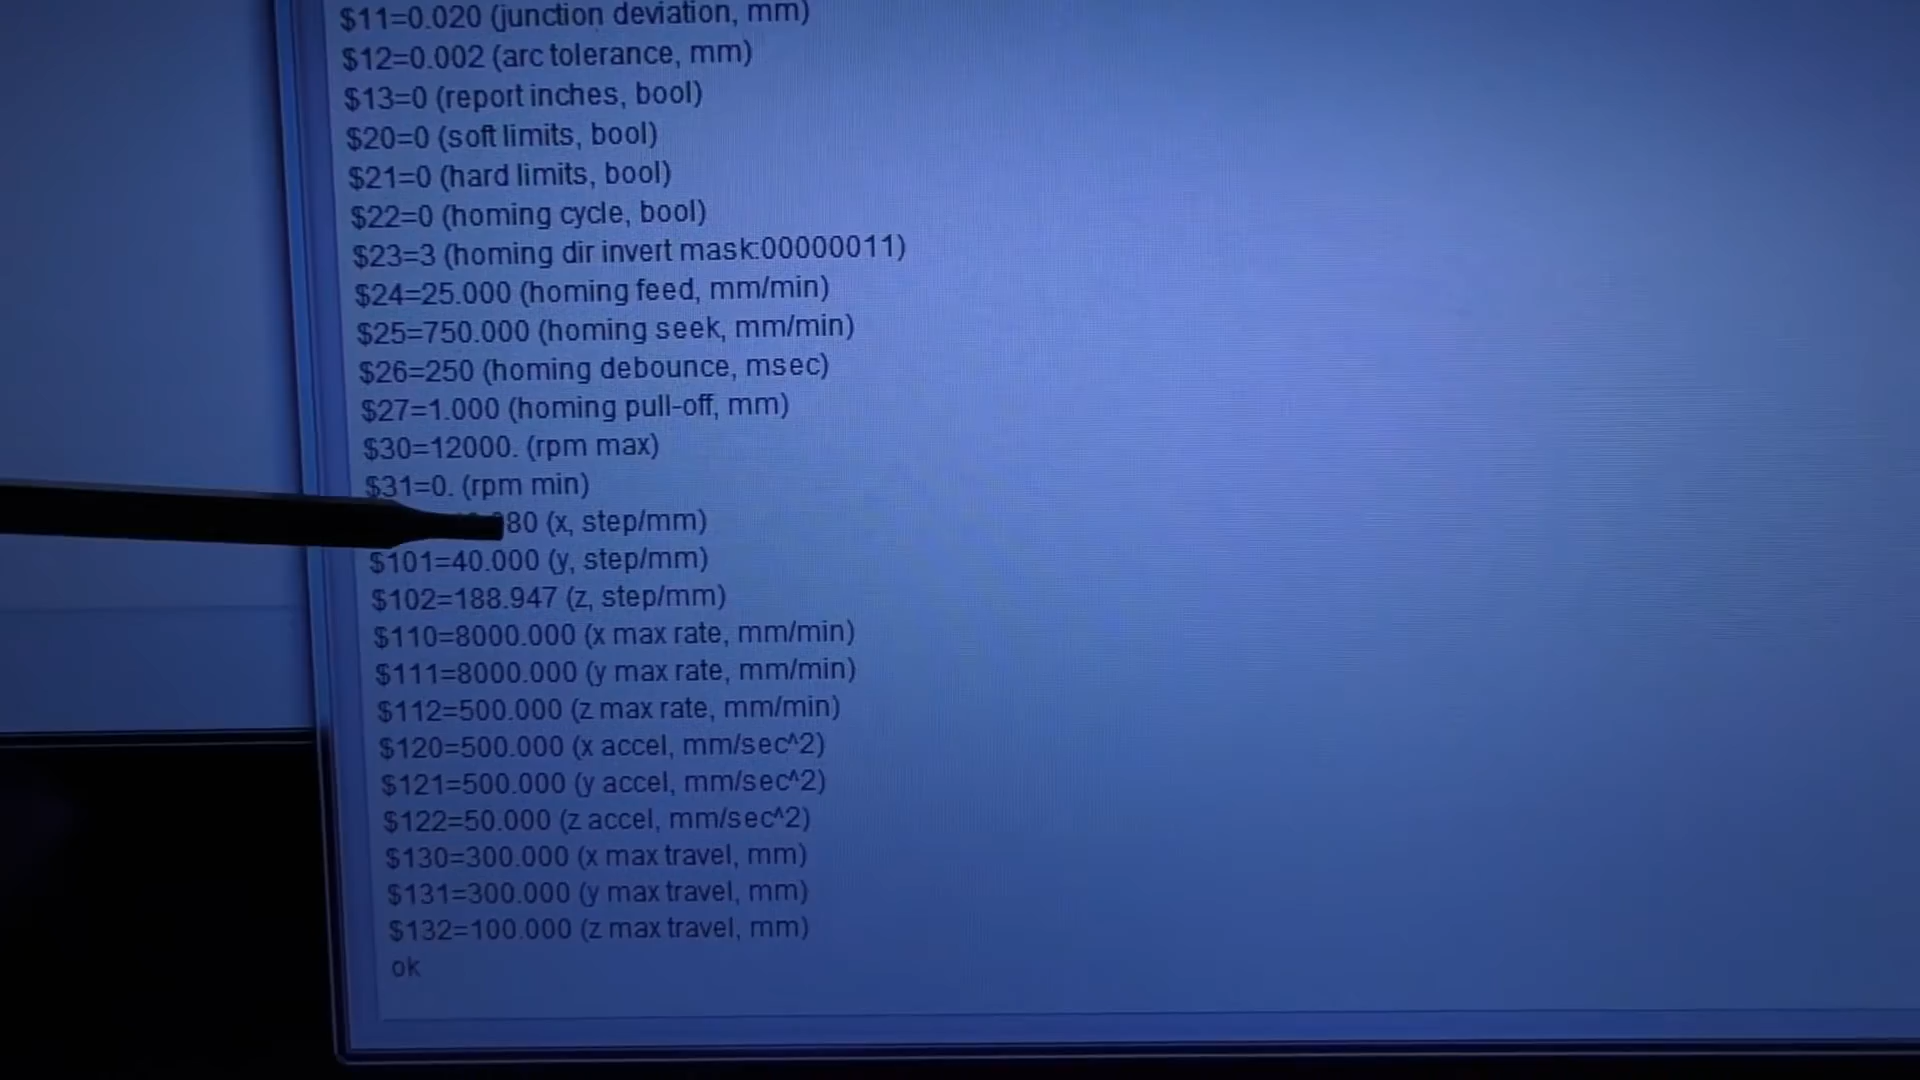 $11=0.020 (junction deviation, mm)
$12=0.002 (arc tolerance, mm)
$13=0 (report inches, bool)
$20=0 (soft limits, bool)
$21=0 (hard limits, bool)
$22=0 (homing cycle, bool)
$23=3 (homing dir invert mask:00000011)
$24=25.000 (homing feed, mm/min)
$25=750.000 (homing seek, mm/min)
$26=250 (homing debounce, msec)
$27=1.000 (homing pull-off, mm)
$30=12000. (rpm max)
$31=0. (rpm min)
(x, step/mm)
$101=40.000 (y, step/mm)
$102=188.947 (z, step/mm)
$110=8000.000 (x max rate, mm/min)
$111=8000.000 (y max rate, mm/min)
$112=500.000 (z max rate, mm/min)
$120=500.000 (x accel, mm/sec^2)
$121=500.000 (y accel, mm/sec^2)
$122=50.000 (z accel, mm/sec^2)
$130=300.000 (x max travel, mm)
$131=300.000 (y max travel, mm)
$132=100.000 (z max travel, mm)
ok